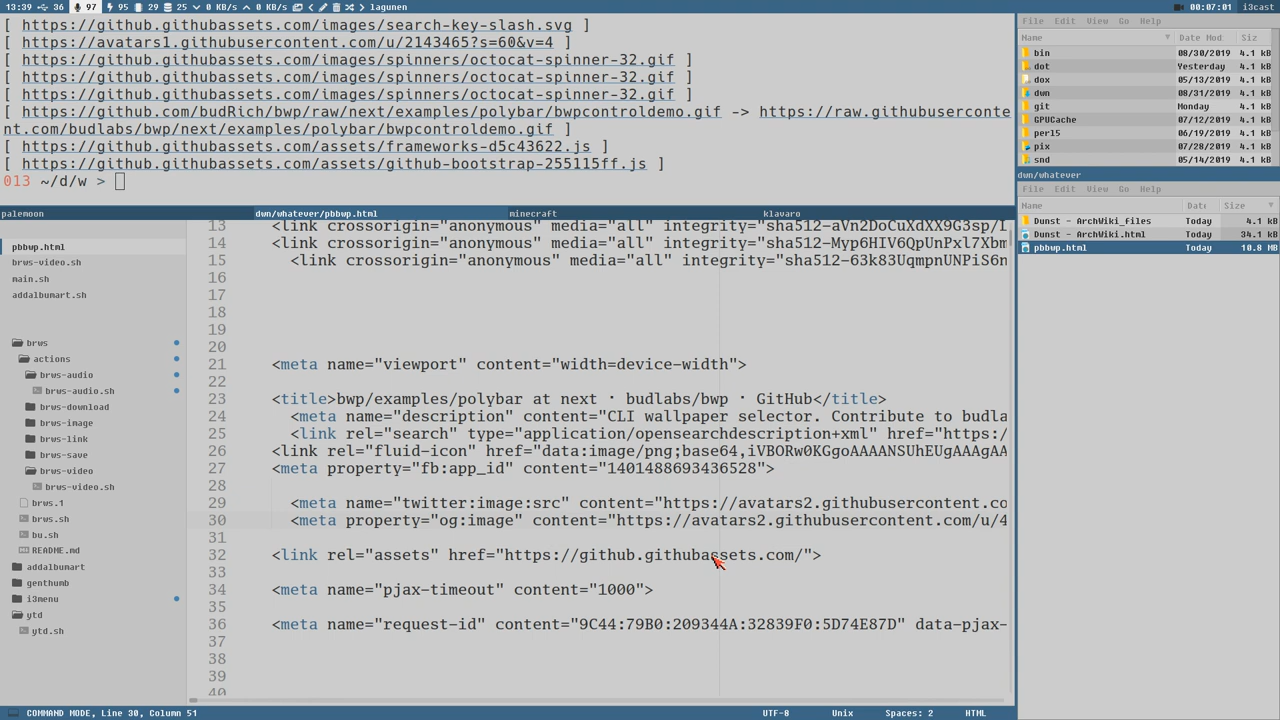 13:39 36 97 95 29 25 0 KB/s 0 KB/s lagunen 00:07:01 i3cast
[ https://github.githubassets.com/images/search-key-slash.svg ]
[ https://avatars1.githubusercontent.com/u/2143465?s=60&v=4 ]
[ https://github.githubassets.com/images/spinners/octocat-spinner-32.gif ]
[ https://github.githubassets.com/images/spinners/octocat-spinner-32.gif ]
[ https://github.githubassets.com/images/spinners/octocat-spinner-32.gif ]
[ https://github.com/budRich/bwp/raw/next/examples/polybar/bwpcontroldemo.gif -> https://raw.githubuserconte
nt.com/budlabs/bwp/next/examples/polybar/bwpcontroldemo.gif ]
[ https://github.githubassets.com/assets/frameworks-d5c43622.js ]
[ https://github.githubassets.com/assets/github-bootstrap-255115ff.js ]
013 ~/d/w >
palemoon dwn/whatever/pbbwp.html minecraft klavaro
pbbwp.html
brws-video.sh
main.sh
addalbumart.sh
brws
actions
brws-audio
brws-audio.sh
brws-download
brws-image
brws-link
brws-save
brws-video
brws-video.sh
brws.1
brws.sh
bu.sh
README.md
addalbumart
genthumb
i3menu
ytd
ytd.sh
13 <link crossorigin="anonymous" media="all" integrity="sha512-aVn2DoCuXdXX9G3sp/I
14 <link crossorigin="anonymous" media="all" integrity="sha512-Myp6HIV6QpUnPxl7Xbm
15 <link crossorigin="anonymous" media="all" integrity="sha512-63k83UqmpnUNPiS6n
16
17
18
19
20
21 <meta name="viewport" content="width=device-width">
22
23 <title>bwp/examples/polybar at next · budlabs/bwp · GitHub</title>
24 <meta name="description" content="CLI wallpaper selector. Contribute to budla
25 <link rel="search" type="application/opensearchdescription+xml" href="https:/
26 <link rel="fluid-icon" href="data:image/png;base64,iVBORw0KGgoAAAANSUhEUgAAAgAA
27 <meta property="fb:app_id" content="1401488693436528">
28
29 <meta name="twitter:image:src" content="https://avatars2.githubusercontent.co
30 <meta property="og:image" content="https://avatars2.githubusercontent.com/u/4
31
32 <link rel="assets" href="https://github.githubassets.com/">
33
34 <meta name="pjax-timeout" content="1000">
35
36 <meta name="request-id" content="9C44:79B0:209344A:32839F0:5D74E87D" data-pjax-
37
38
39
40
COMMAND MODE, Line 30, Column 51 UTF-8 Unix Spaces: 2 HTML
File Edit View Go Help
Name Date Mod Siz
bin 08/30/2019 4.1 kB
dot Yesterday 4.1 kB
dox 05/13/2019 4.1 kB
dwn 08/31/2019 4.1 kB
git Monday 4.1 kB
GPUCache 07/12/2019 4.1 kB
perl5 06/19/2019 4.1 kB
pix 07/28/2019 4.1 kB
snd 05/14/2019 4.1 kB
dwn/whatever
File Edit View Go Help
Name Date Size
Dunst - ArchWiki_files Today 4.1 kB
Dunst - ArchWiki.html Today 34.1 kB
pbbwp.html Today 10.8 MB